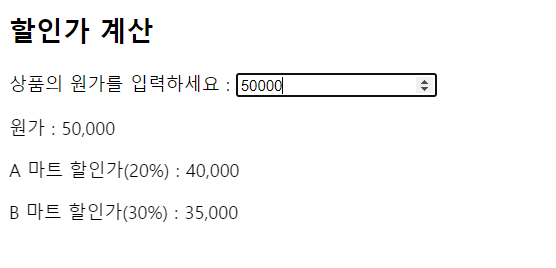 할인가 계산
상품의 원가를 입력하세요 : 50000
원가 : 50,000
A 마트 할인가(20%) : 40,000
B 마트 할인가(30%) : 35,000